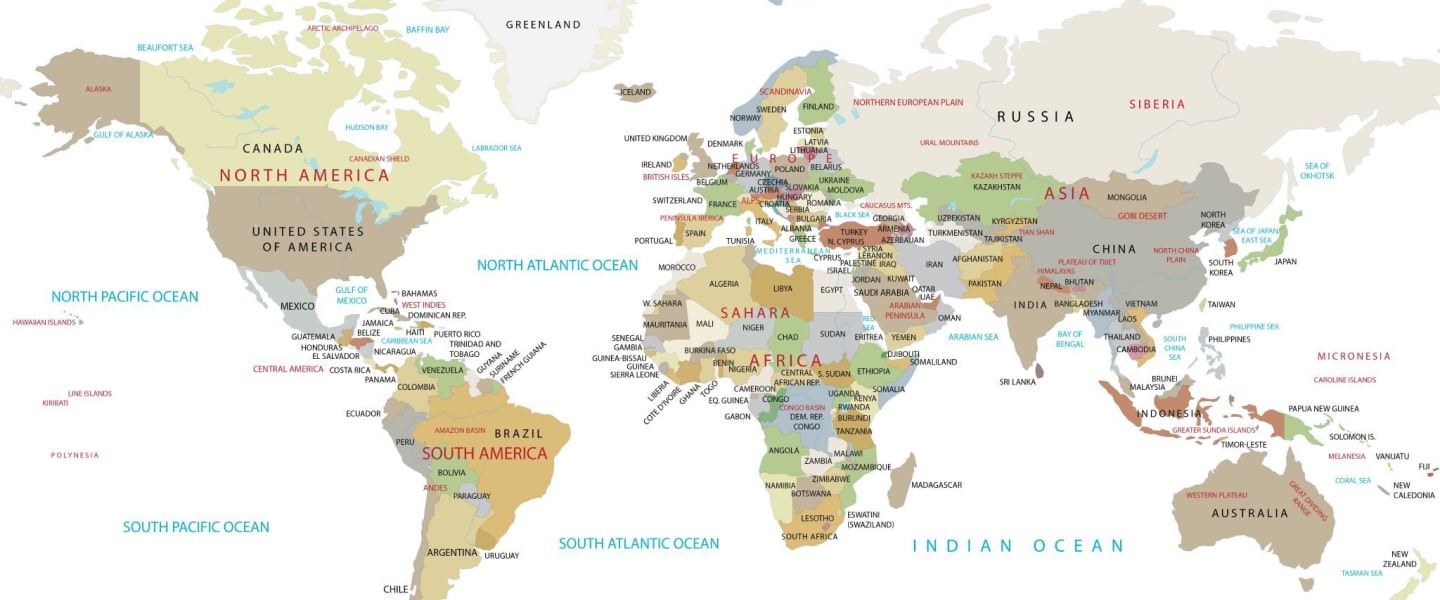 GREENLAND
ARCTIC ARCHIPELAGO
BAFFIN BAY
BEAUFORT SEA
ALASKA
GULF OF ALASKA
HUDSON BAY
LABRADOR SEA
CANADA
CANADIAN SHIELD
NORTH AMERICA
UNITED STATES
OF AMERICA
NORTH ATLANTIC OCEAN
NORTH PACIFIC OCEAN
HAWAIIAN ISLANDS
GULF OF
MEXICO
MEXICO
BAHAMAS
CUBA
WEST INDIES
DOMINICAN REP.
JAMAICA
HAITI
PUERTO RICO
BELIZE
CARIBBEAN SEA
TRINIDAD AND
TOBAGO
GUATEMALA
HONDURAS
EL SALVADOR
NICARAGUA
CENTRAL AMERICA
COSTA RICA
PANAMA
VENEZUELA
GUYANA
SURINAME
FRENCH GUIANA
COLOMBIA
LINE ISLANDS
KIRIBATI
POLYNESIA
ECUADOR
AMAZON BASIN
BRAZIL
PERU
SOUTH AMERICA
BOLIVIA
ANDES
PARAGUAY
SOUTH PACIFIC OCEAN
SOUTH ATLANTIC OCEAN
ARGENTINA
URUGUAY
CHILE
ICELAND
SCANDINAVIA
SWEDEN
NORWAY
FINLAND
ESTONIA
LATVIA
LITHUANIA
UNITED KINGDOM
DENMARK
EUROPE
IRELAND
NETHERLANDS
POLAND
BELARUS
BRITISH ISLES
GERMANY
BELGIUM
CZECHIA
UKRAINE
AUSTRIA
SLOVAKIA
MOLDOVA
HUNGARY
SWITZERLAND
FRANCE
ALPS
CROATIA
ROMANIA
SERBIA
PENINSULA IBERICA
ITALY
BULGARIA
BLACK SEA
SPAIN
ALBANIA
PORTUGAL
TUNISIA
GREECE
TURKEY
N. CYPRUS
MEDITERRANEAN
SEA
CYPRUS
SYRIA
LEBANON
PALESTINE
IRAQ
ISRAEL
CAUCASUS MTS.
GEORGIA
ARMENIA
AZERBAIJAN
NORTHERN EUROPEAN PLAIN
RUSSIA
SIBERIA
URAL MOUNTAINS
SEA OF
OKHOTSK
KAZAKH STEPPE
KAZAKHSTAN
ASIA
MONGOLIA
GOBI DESERT
UZBEKISTAN
KYRGYZSTAN
TURKMENISTAN
TIAN SHAN
TAJIKISTAN
NORTH
KOREA
SEA OF JAPAN
EAST SEA
CHINA
NORTH CHINA
PLAIN
SOUTH
KOREA
JAPAN
IRAN
AFGHANISTAN
PLATEAU OF TIBET
HIMALAYAS
NEPAL
BHUTAN
PAKISTAN
JORDAN
KUWAIT
QATAR
UAE
SAUDI ARABIA
ARABIAN
PENINSULA
OMAN
YEMEN
RED
SEA
ARABIAN SEA
INDIA
BANGLADESH
MYANMAR
VIETNAM
LAOS
TAIWAN
BAY OF
BENGAL
THAILAND
CAMBODIA
SOUTH
CHINA
SEA
PHILIPPINE SEA
PHILIPPINES
SRI LANKA
BRUNEI
MALAYSIA
INDONESIA
GREATER SUNDA ISLANDS
TIMOR-LESTE
MICRONESIA
CAROLINE ISLANDS
PAPUA NEW GUINEA
SOLOMON IS.
MELANESIA
VANUATU
FIJI
CORAL SEA
NEW
CALEDONIA
MOROCCO
ALGERIA
LIBYA
EGYPT
W. SAHARA
SAHARA
MAURITANIA
MALI
NIGER
CHAD
SUDAN
ERITREA
SENEGAL
GAMBIA
GUINEA-BISSAU
GUINEA
SIERRA LEONE
BURKINA FASO
BENIN
NIGERIA
AFRICA
DJIBOUTI
SOMALILAND
LIBERIA
COTE D'IVOIRE
GHANA
TOGO
CAMEROON
CENTRAL
AFRICAN REP.
S. SUDAN
ETHIOPIA
SOMALIA
EQ. GUINEA
CONGO
UGANDA
KENYA
GABON
CONGO BASIN
DEM. REP.
CONGO
RWANDA
BURUNDI
TANZANIA
ANGOLA
MALAWI
ZAMBIA
MOZAMBIQUE
NAMIBIA
ZIMBABWE
BOTSWANA
MADAGASCAR
LESOTHO
ESWATINI
(SWAZILAND)
SOUTH AFRICA
INDIAN OCEAN
WESTERN PLATEAU
GREAT DIVIDING
RANGE
AUSTRALIA
NEW
ZEALAND
TASMAN SEA